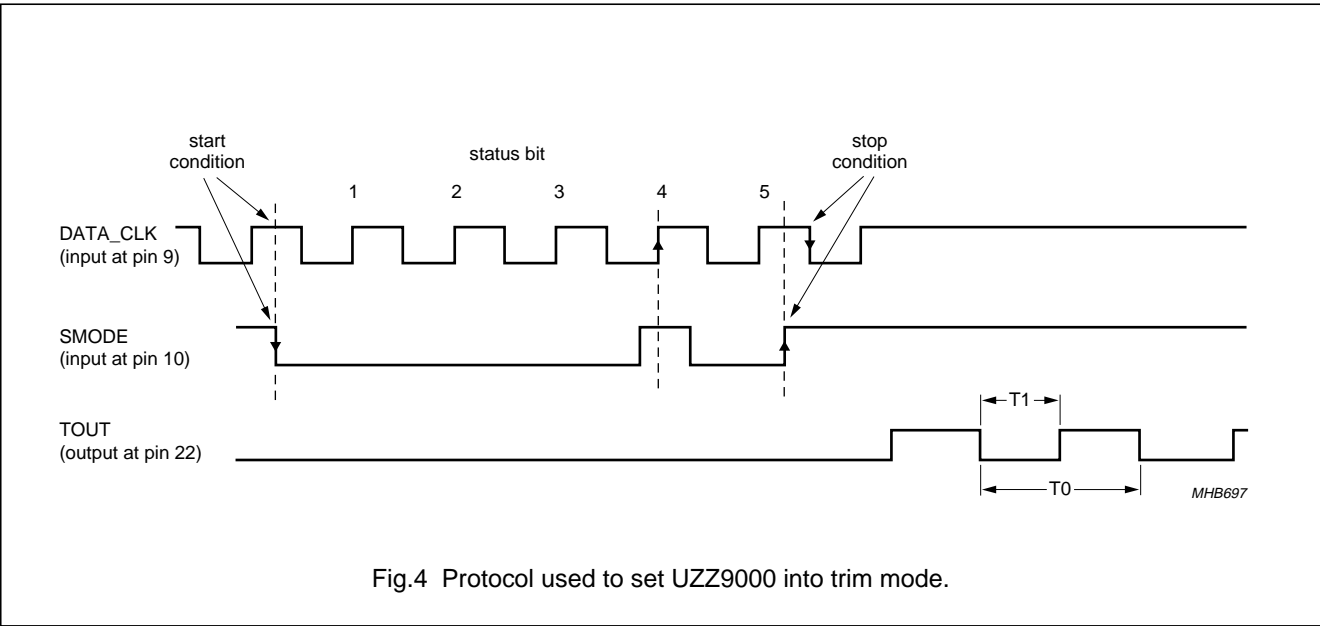 start
condition
status bit
stop
condition
1 2 3 4 5
DATA_CLK
(input at pin 9)
SMODE
(input at pin 10)
T1
TOUT
(output at pin 22)
T0
MHB697
Fig.4 Protocol used to set UZZ9000 into trim mode.